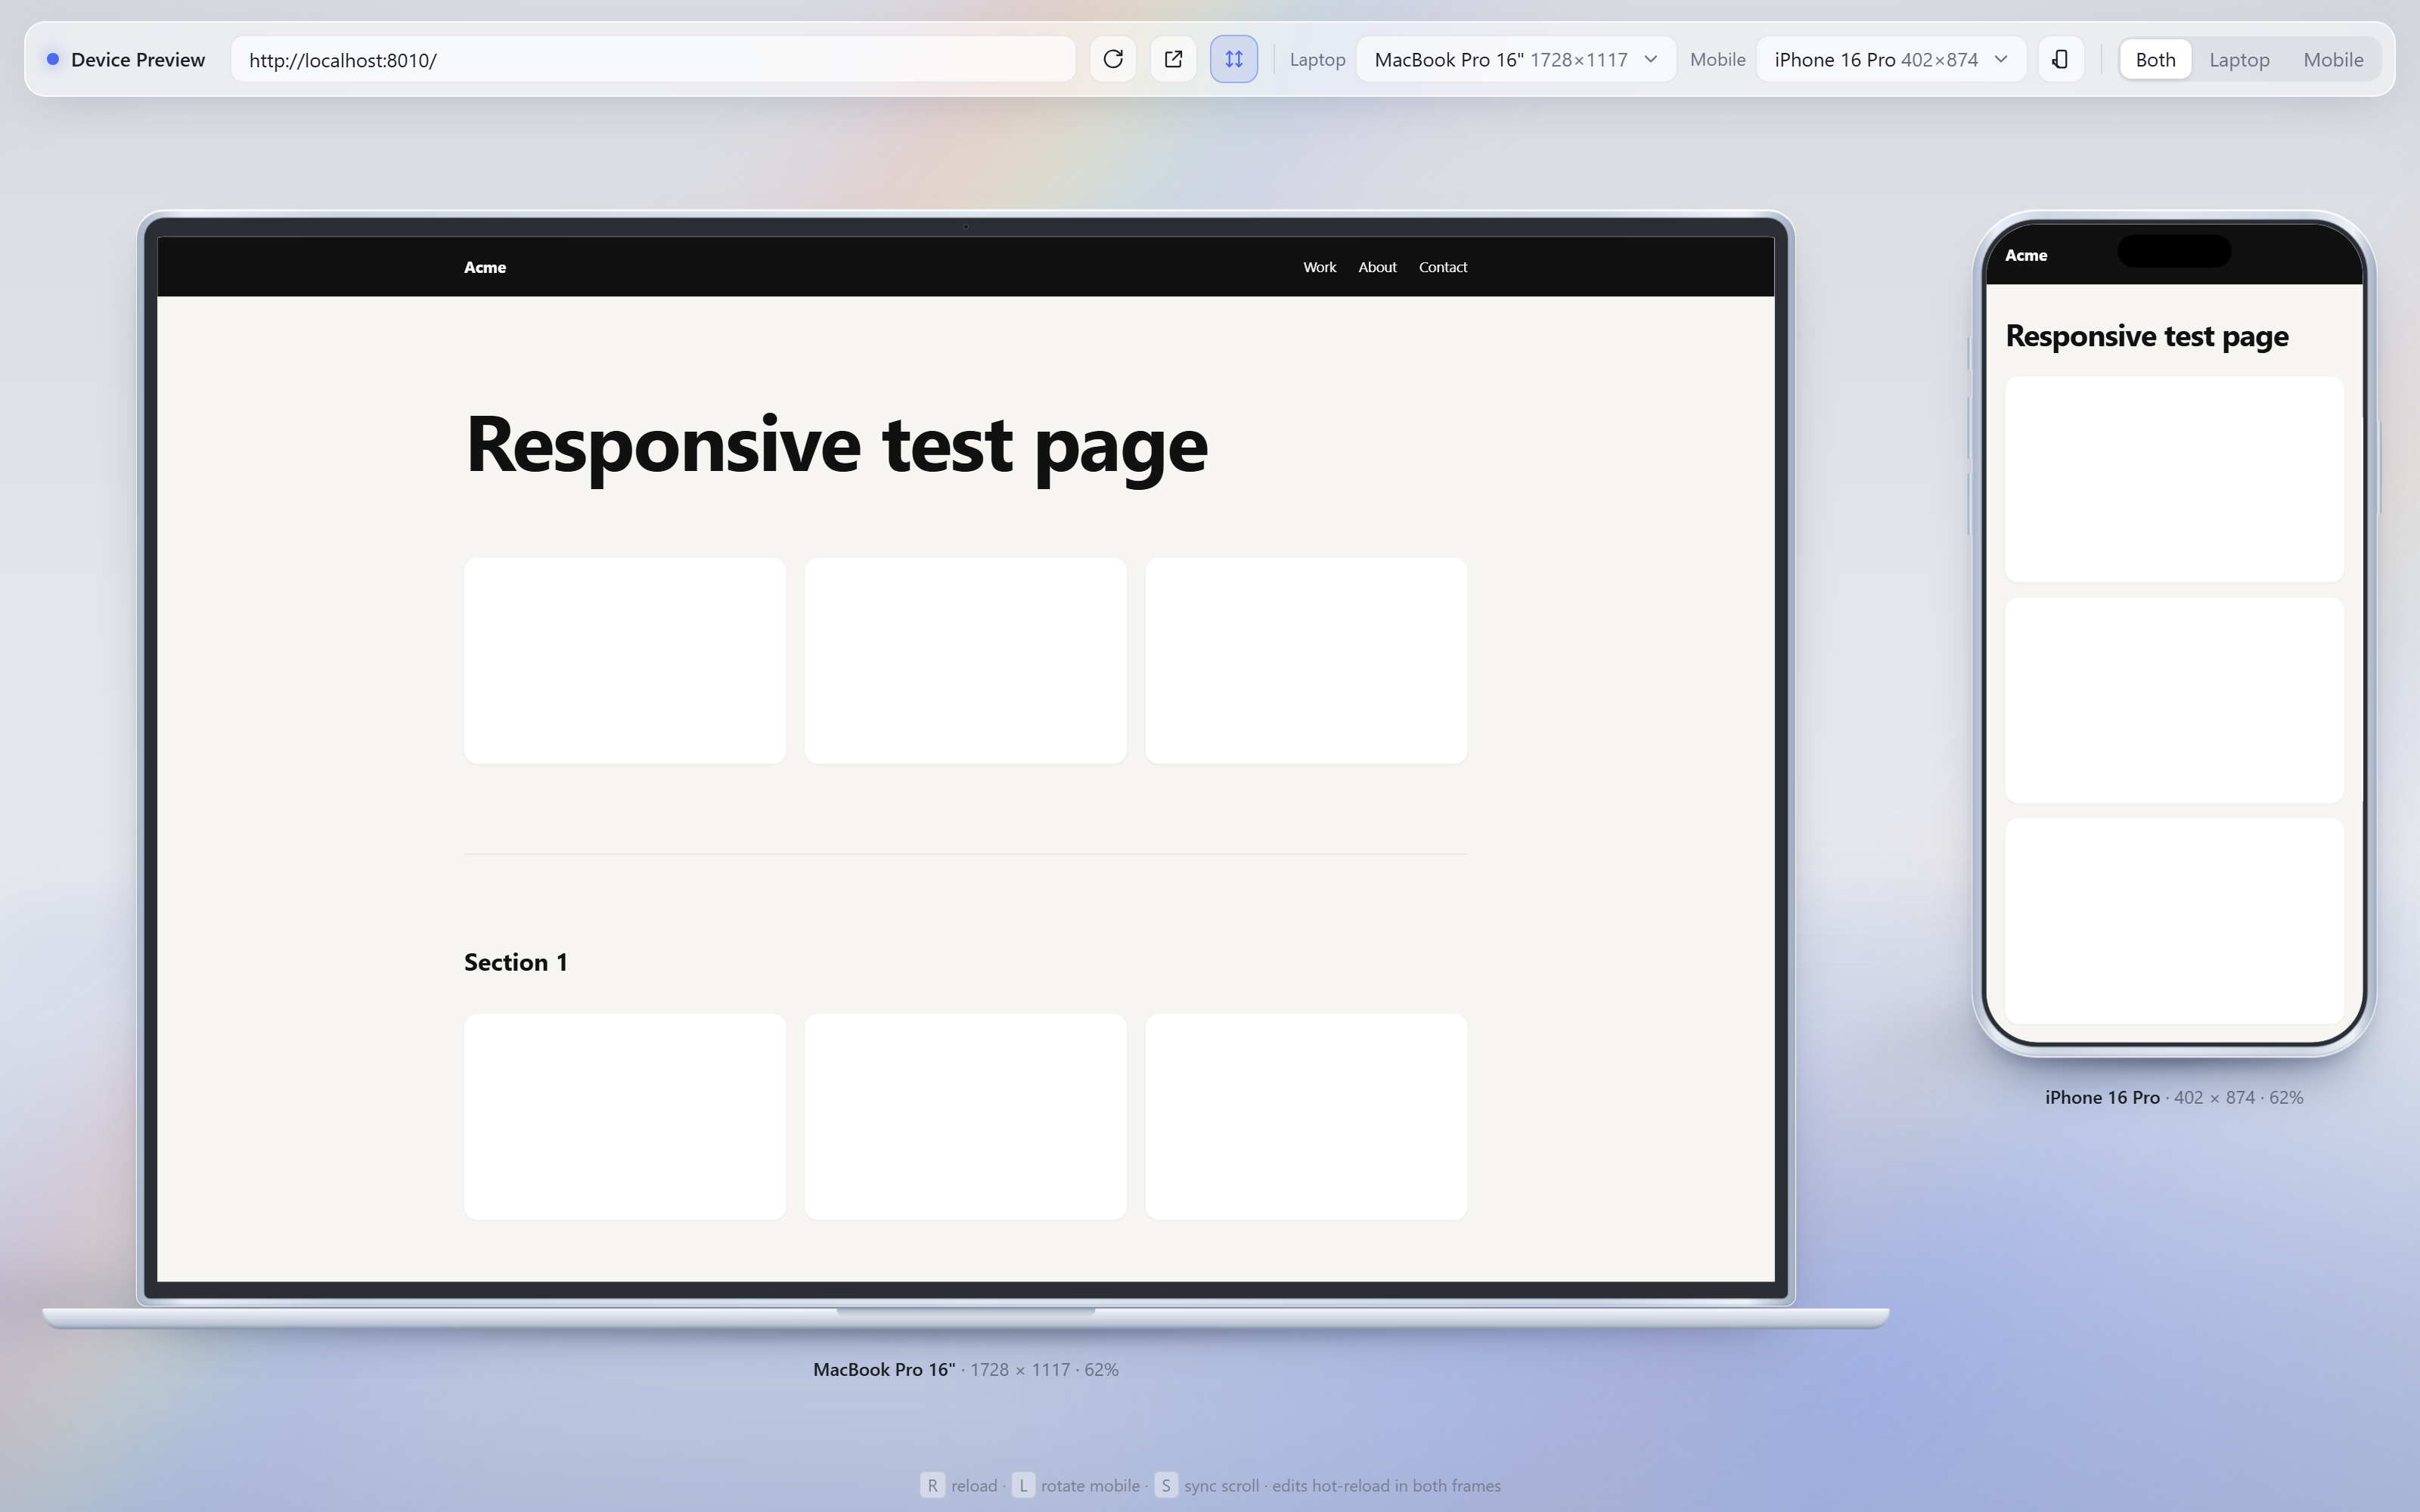 Device Preview http://localhost:8010/ Laptop MacBook Pro 16" 1728×1117 Mobile iPhone 16 Pro 402×874 Both Laptop Mobile
Acme Work About Contact
Responsive test page
Section 1
MacBook Pro 16" · 1728 × 1117 · 62%
Acme
Responsive test page
iPhone 16 Pro · 402 × 874 · 62%
R reload · L rotate mobile · S sync scroll · edits hot-reload in both frames